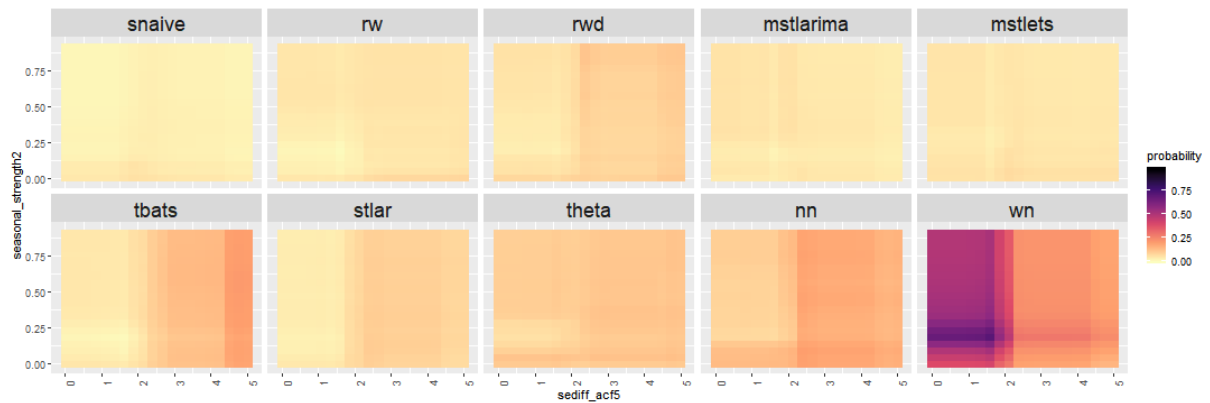 snaive rw rwd mstlarima mstlets
0.75
0.50
0.25
0.00
tbats stlar theta nn wn
0.75
0.50
0.25
0.00
0 1 2 3 4 5 0 1 2 3 4 5 0 1 2 3 4 5 0 1 2 3 4 5 0 1 2 3 4 5
sediff_acf5
seasonal_strength2
probability
0.75
0.50
0.25
0.00